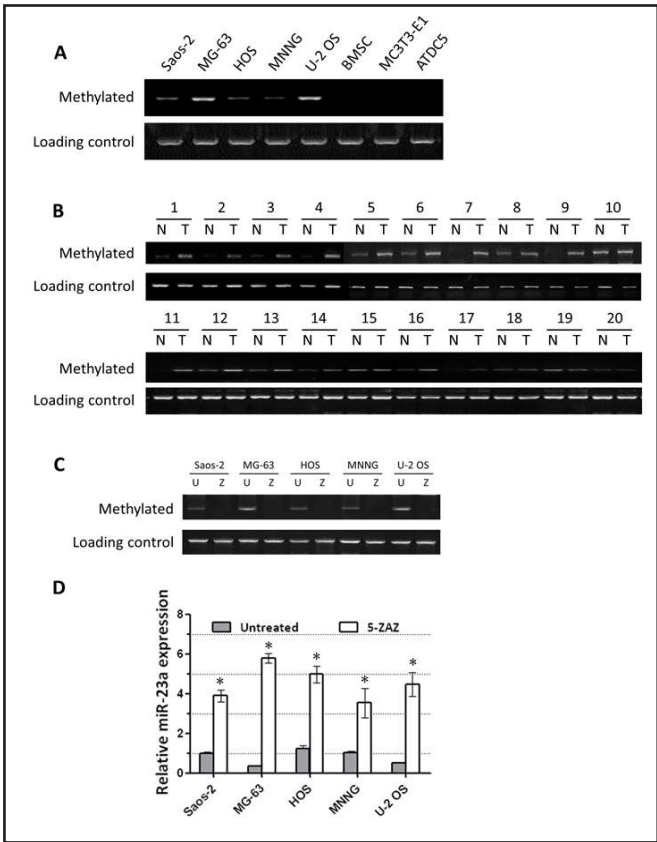 A
Saos-2 MG-63 HOS MNNG U-2 OS BMSC MC3T3-E1 ATDC5
Methylated
Loading control
B
1 2 3 4 5 6 7 8 9 10
N T N T N T N T N T N T N T N T N T N T
Methylated
Loading control
11 12 13 14 15 16 17 18 19 20
N T N T N T N T N T N T N T N T N T N T
Methylated
Loading control
C
Saos-2 MG-63 HOS MNNG U-2 OS
U Z U Z U Z U Z U Z
Methylated
Loading control
D
Relative miR-23a expression
8
6
4
2
0
Untreated 5-ZAZ
* * * * *
Saos-2 MG-63 HOS MNNG U-2 OS